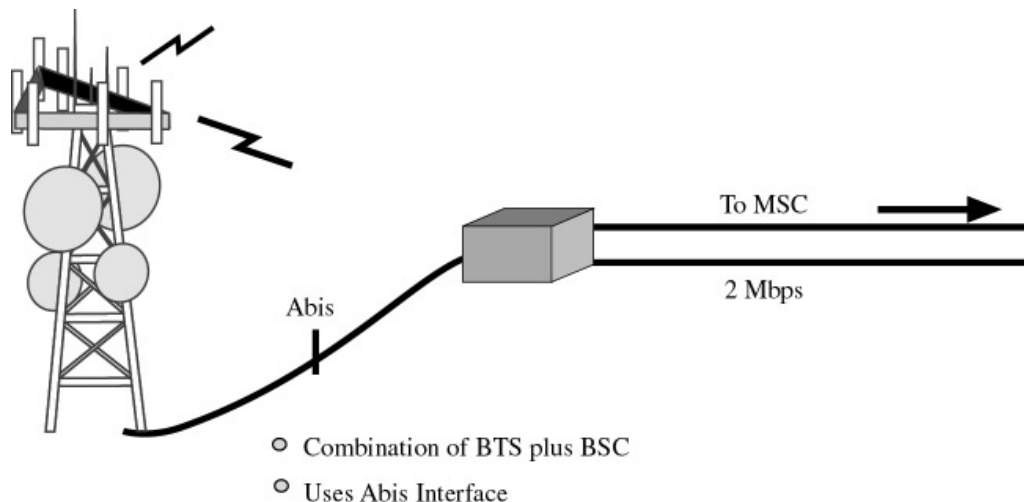 To MSC
2 Mbps
Abis
Combination of BTS plus BSC
Uses Abis Interface